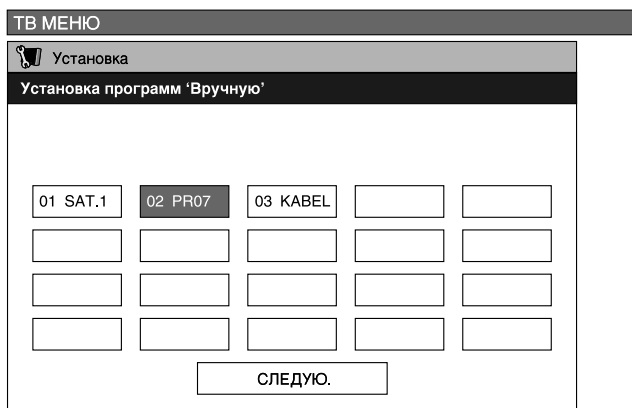 ТВ МЕНЮ
Установка
Установка программ ‘Вручную’
01 SAT.1 02 PR07 03 KABEL
СЛЕДУЮ.